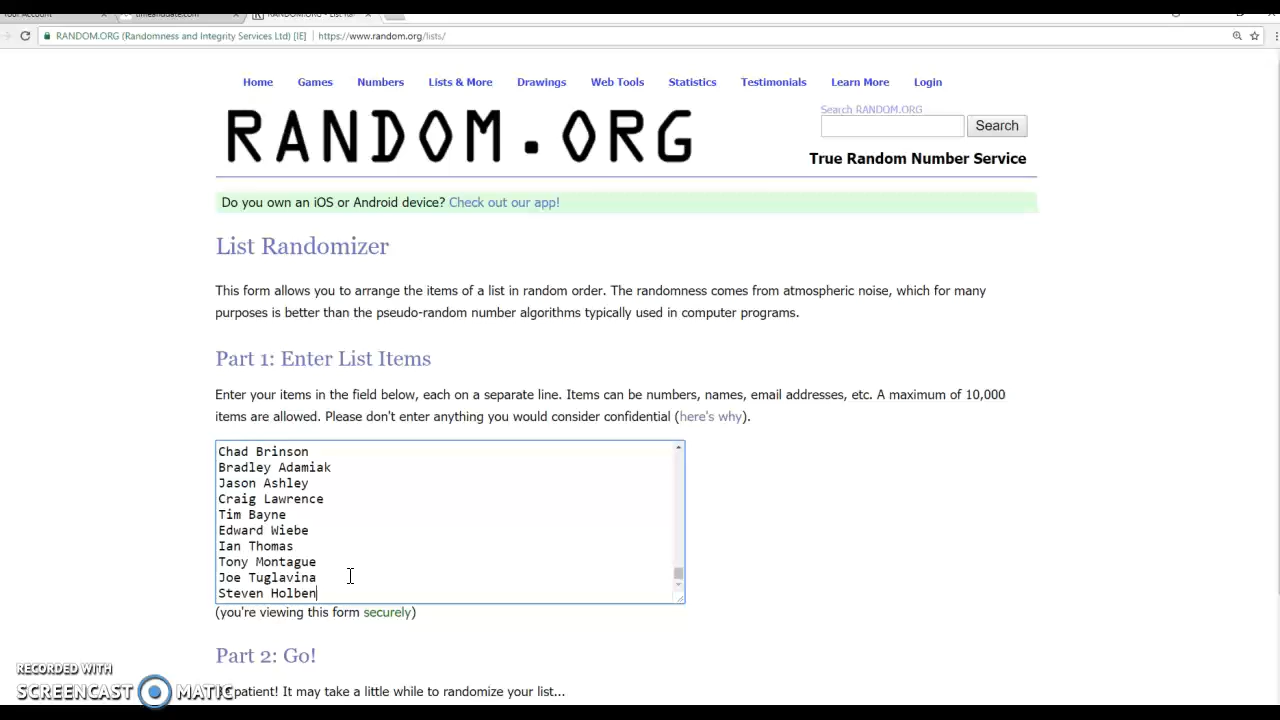 timeanddate.com
RANDOM.ORG (Randomness and Integrity Services Ltd) [IE] https://www.random.org/lists/
Home Games Numbers Lists & More Drawings Web Tools Statistics Testimonials Learn More Login
RANDOM.ORG
Search RANDOM.ORG
Search
True Random Number Service
Do you own an iOS or Android device? Check out our app!
List Randomizer
This form allows you to arrange the items of a list in random order. The randomness comes from atmospheric noise, which for many
purposes is better than the pseudo-random number algorithms typically used in computer programs.
Part 1: Enter List Items
Enter your items in the field below, each on a separate line. Items can be numbers, names, email addresses, etc. A maximum of 10,000
items are allowed. Please don't enter anything you would consider confidential (here's why).
Chad Brinson
Bradley Adamiak
Jason Ashley
Craig Lawrence
Tim Bayne
Edward Wiebe
Ian Thomas
Tony Montague
Joe Tuglavina
Steven Holben
(you're viewing this form securely)
Part 2: Go!
patient! It may take a little while to randomize your list...
RECORDED WITH
SCREENCAST MATIC